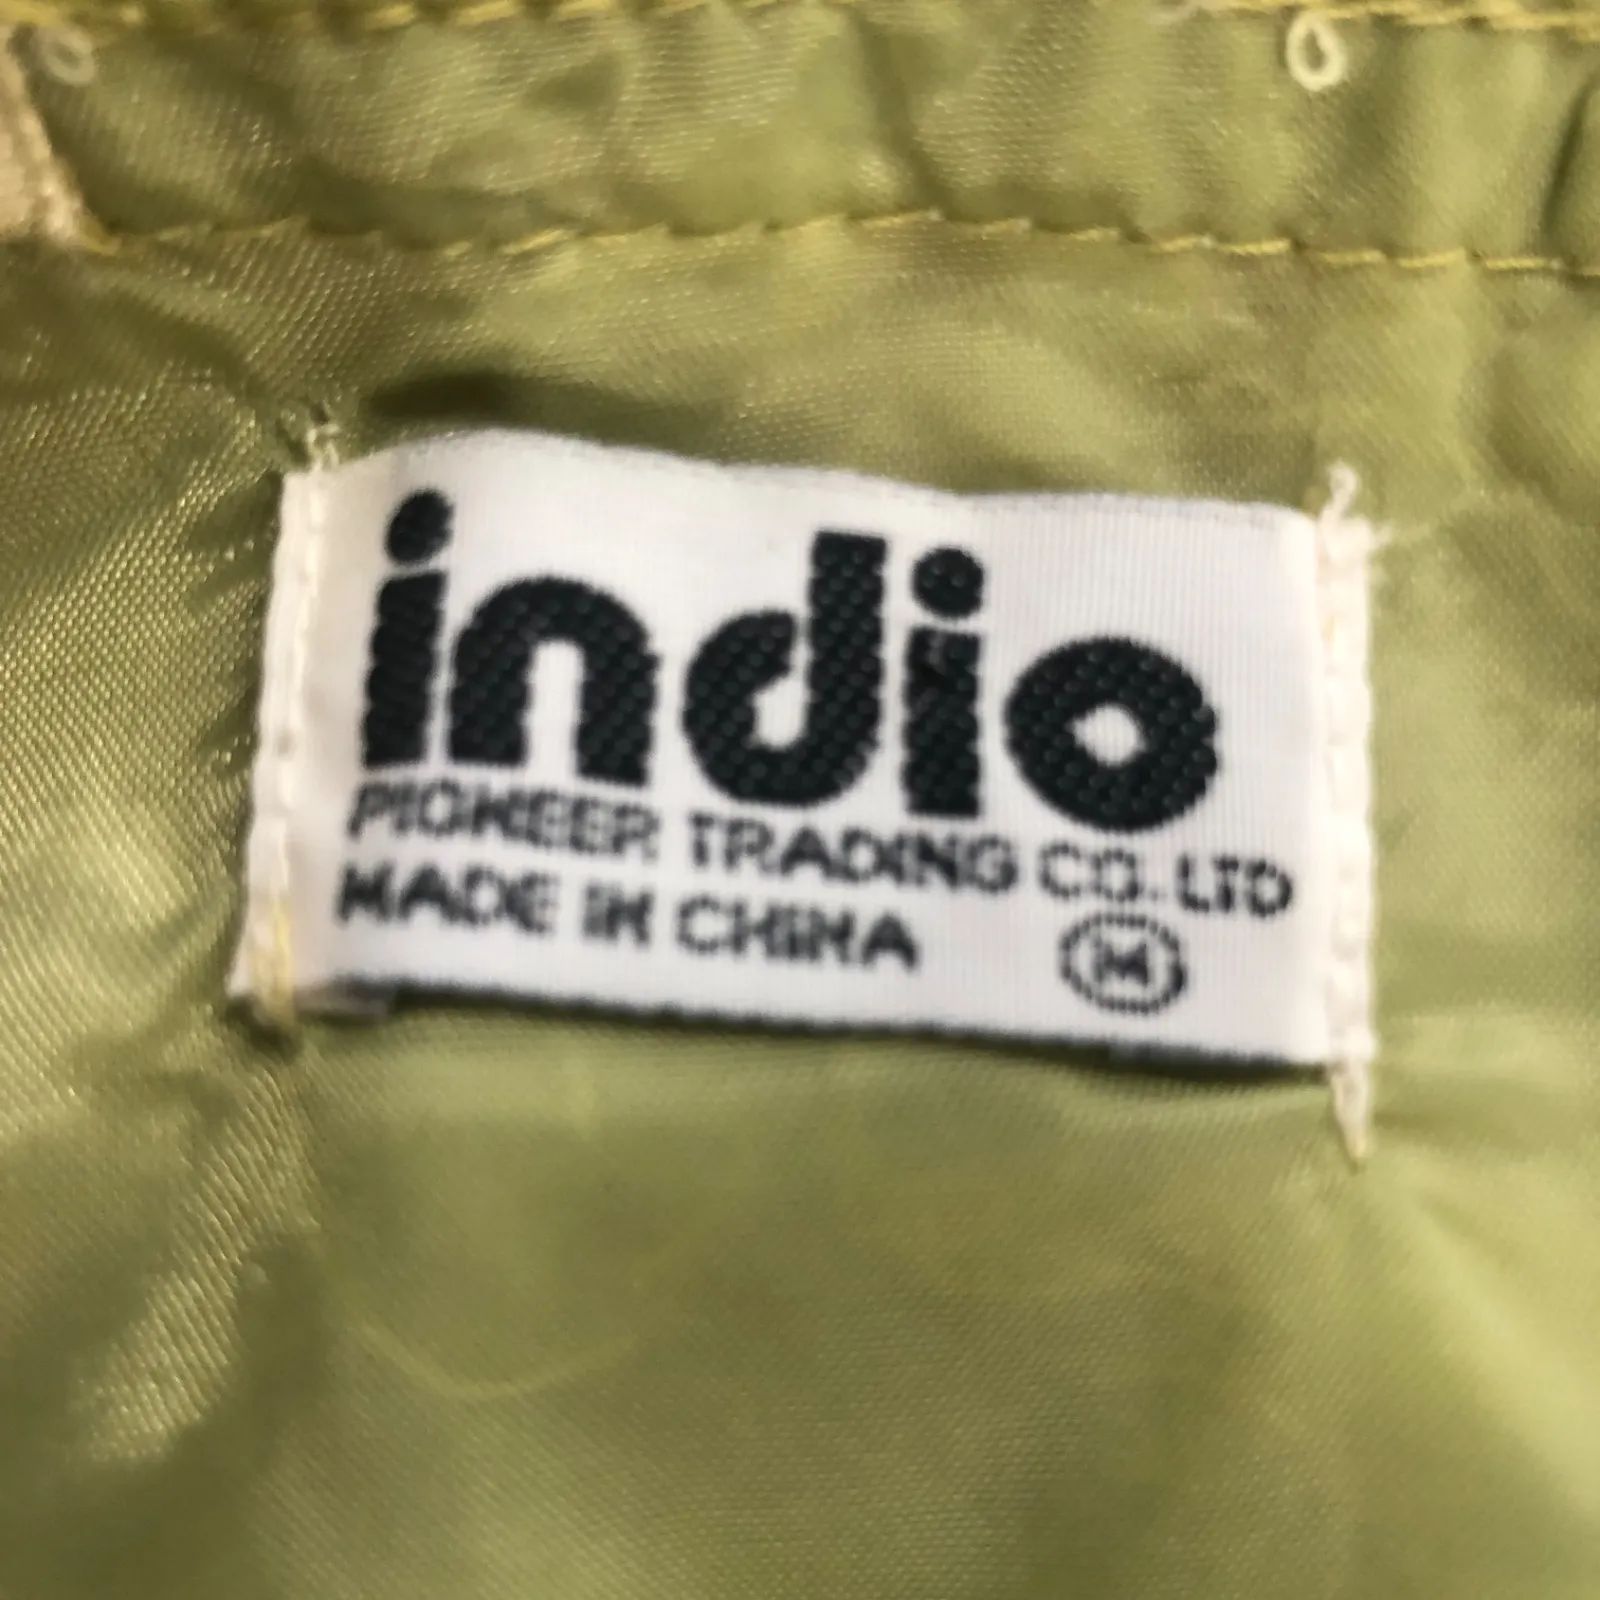 indio
PIONEER TRADING CO. LTD
MADE IN CHINA M